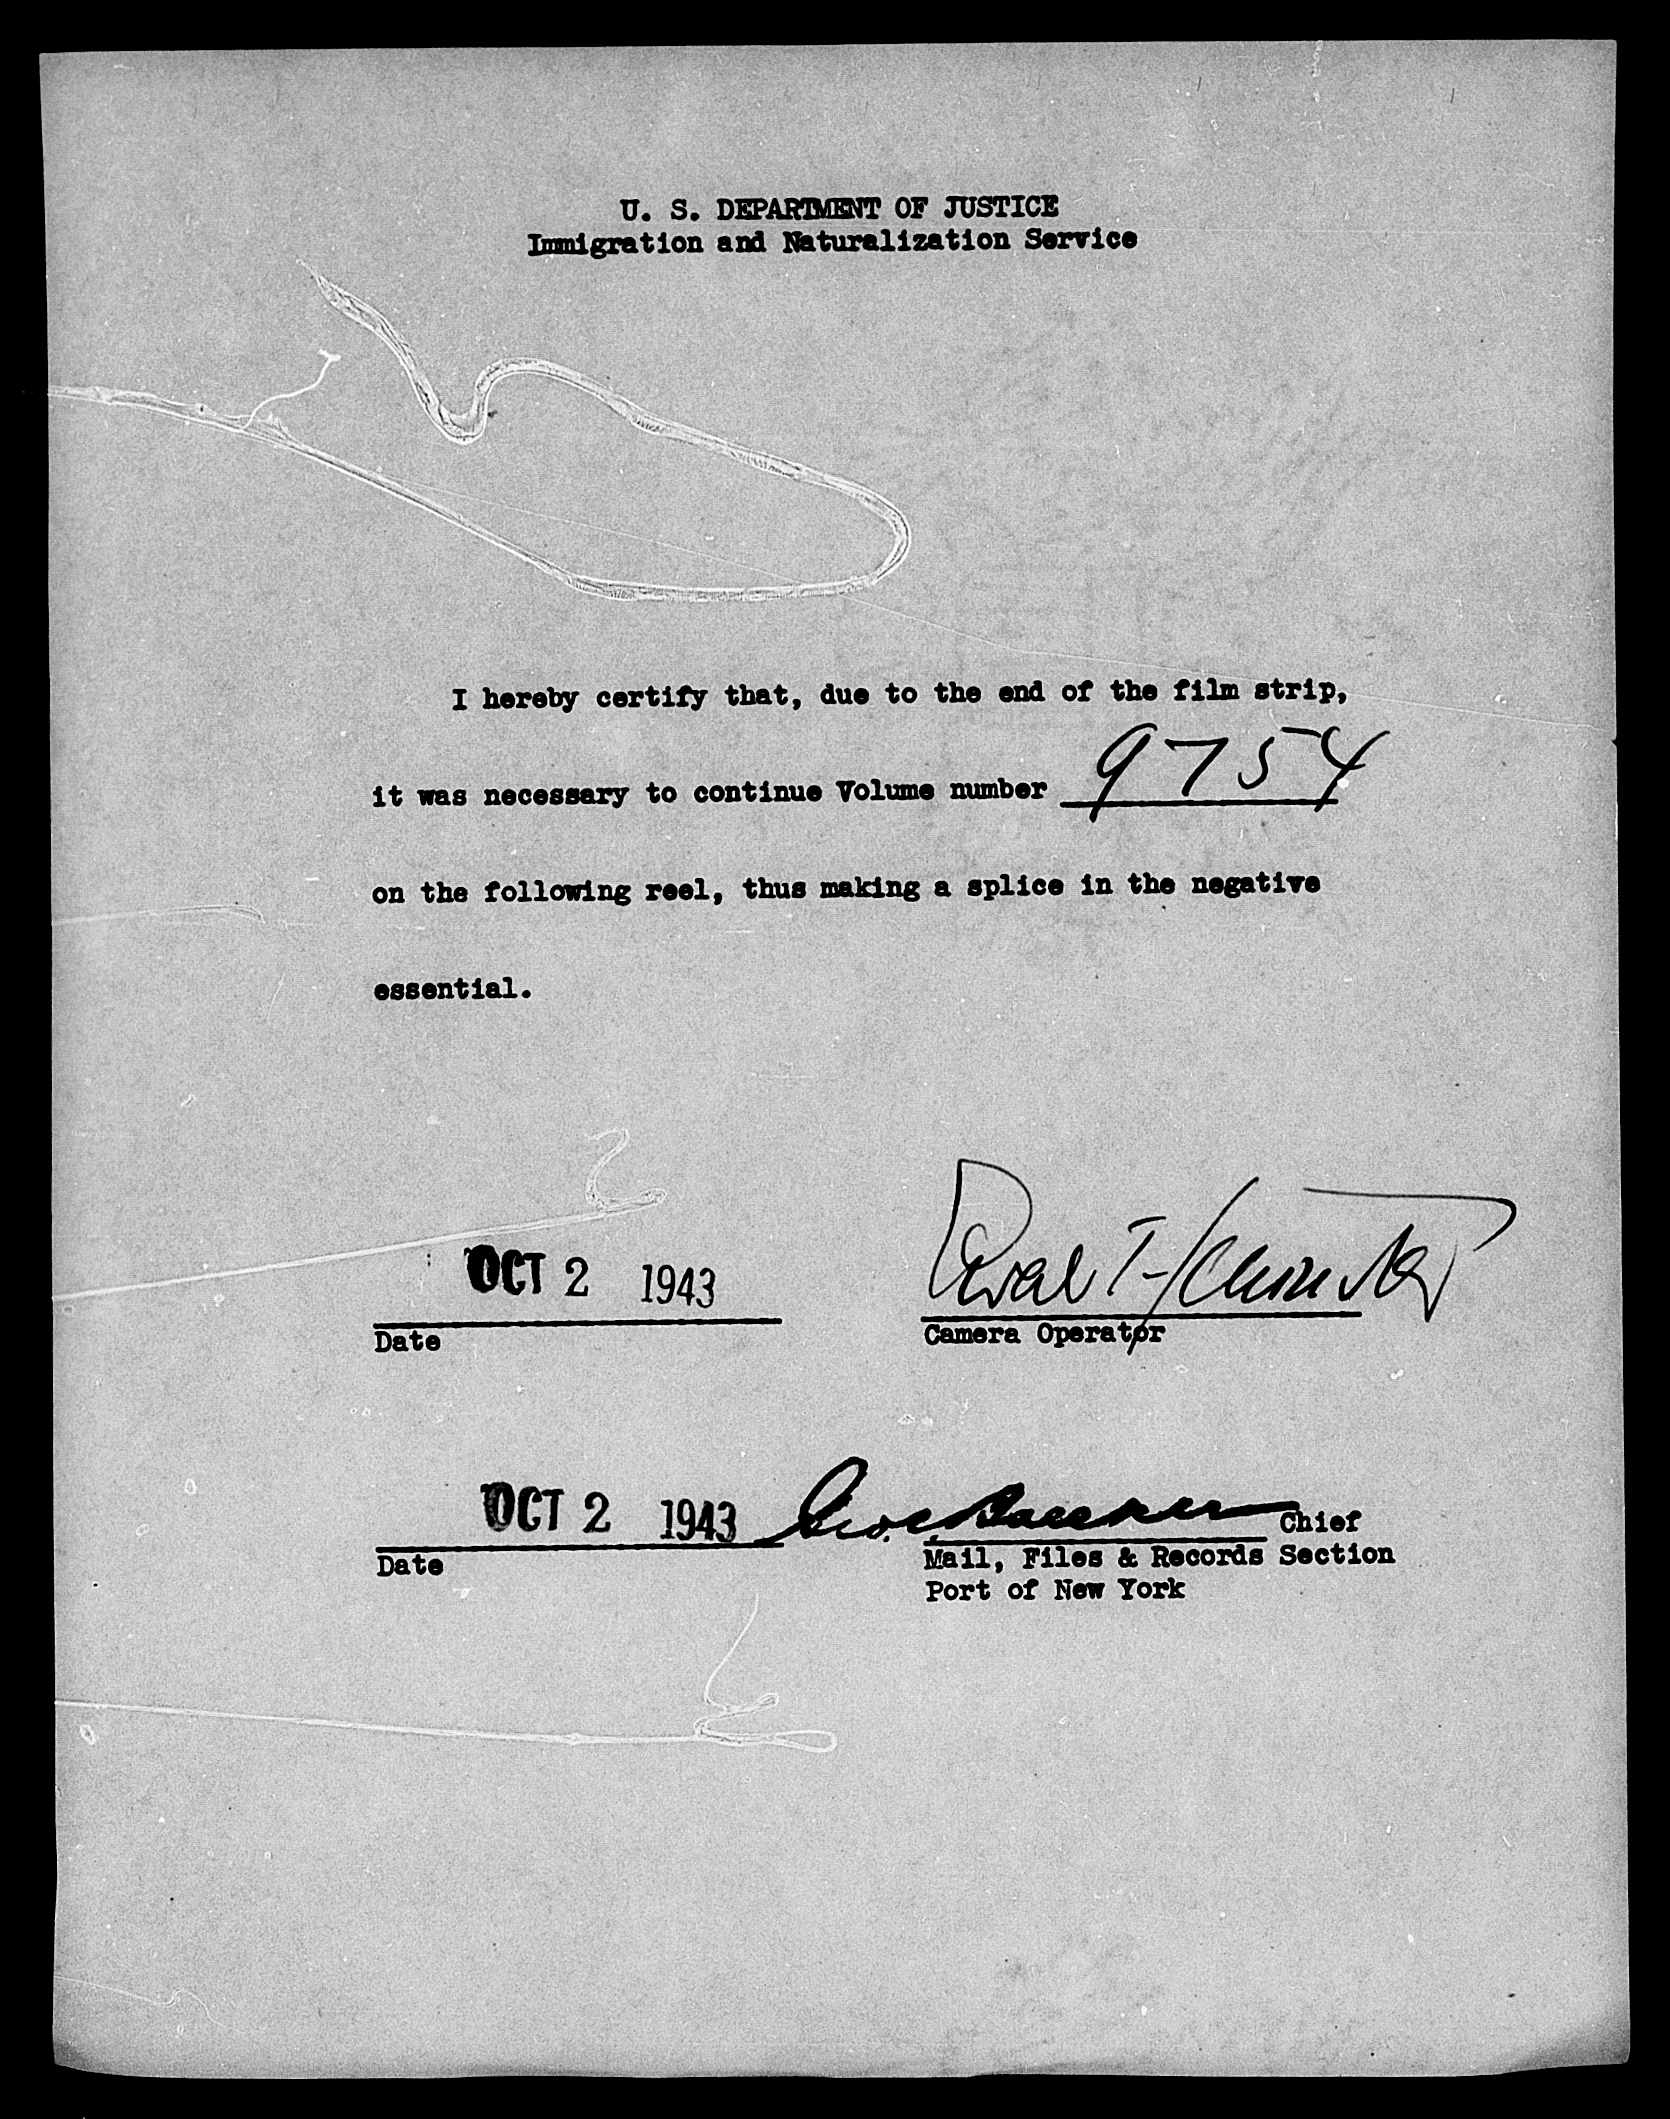 U. S. DEPARTMENT OF JUSTICE
Immigration and Naturalization Service
I hereby certify that, due to the end of the film strip,
it was necessary to continue Volume number 9754
on the following reel, thus making a splice in the negative
essential.
OCT 2 1943
Date
Camera Operator
OCT 2 1943 Geo. Chief
Date
Mail, Files & Records Section
Port of New York